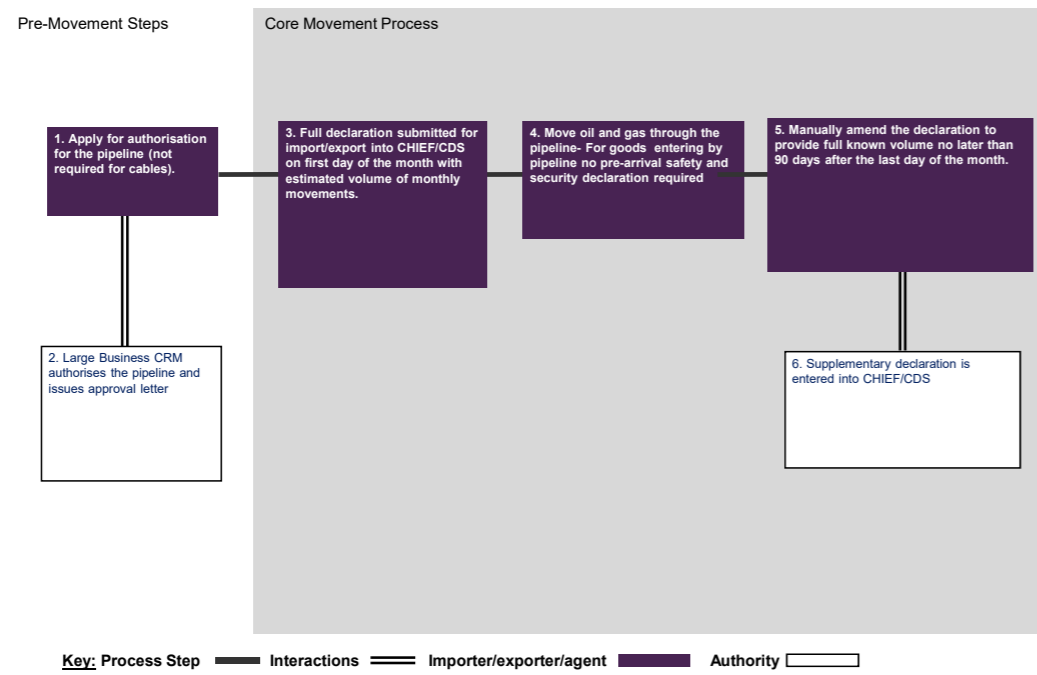 Pre-Movement Steps
Core Movement Process
1. Apply for authorisation
for the pipeline (not
required for cables).
3. Full declaration submitted for
import/export into CHIEF/CDS
on first day of the month with
estimated volume of monthly
movements.
4. Move oil and gas through the
pipeline- For goods  entering by
pipeline no pre-arrival safety and
security declaration required
5. Manually amend the declaration to
provide full known volume no later than
90 days after the last day of the month.
2. Large Business CRM
authorises the pipeline and
issues approval letter
6. Supplementary declaration is
entered into CHIEF/CDS
Key: Process Step Interactions Importer/exporter/agent Authority